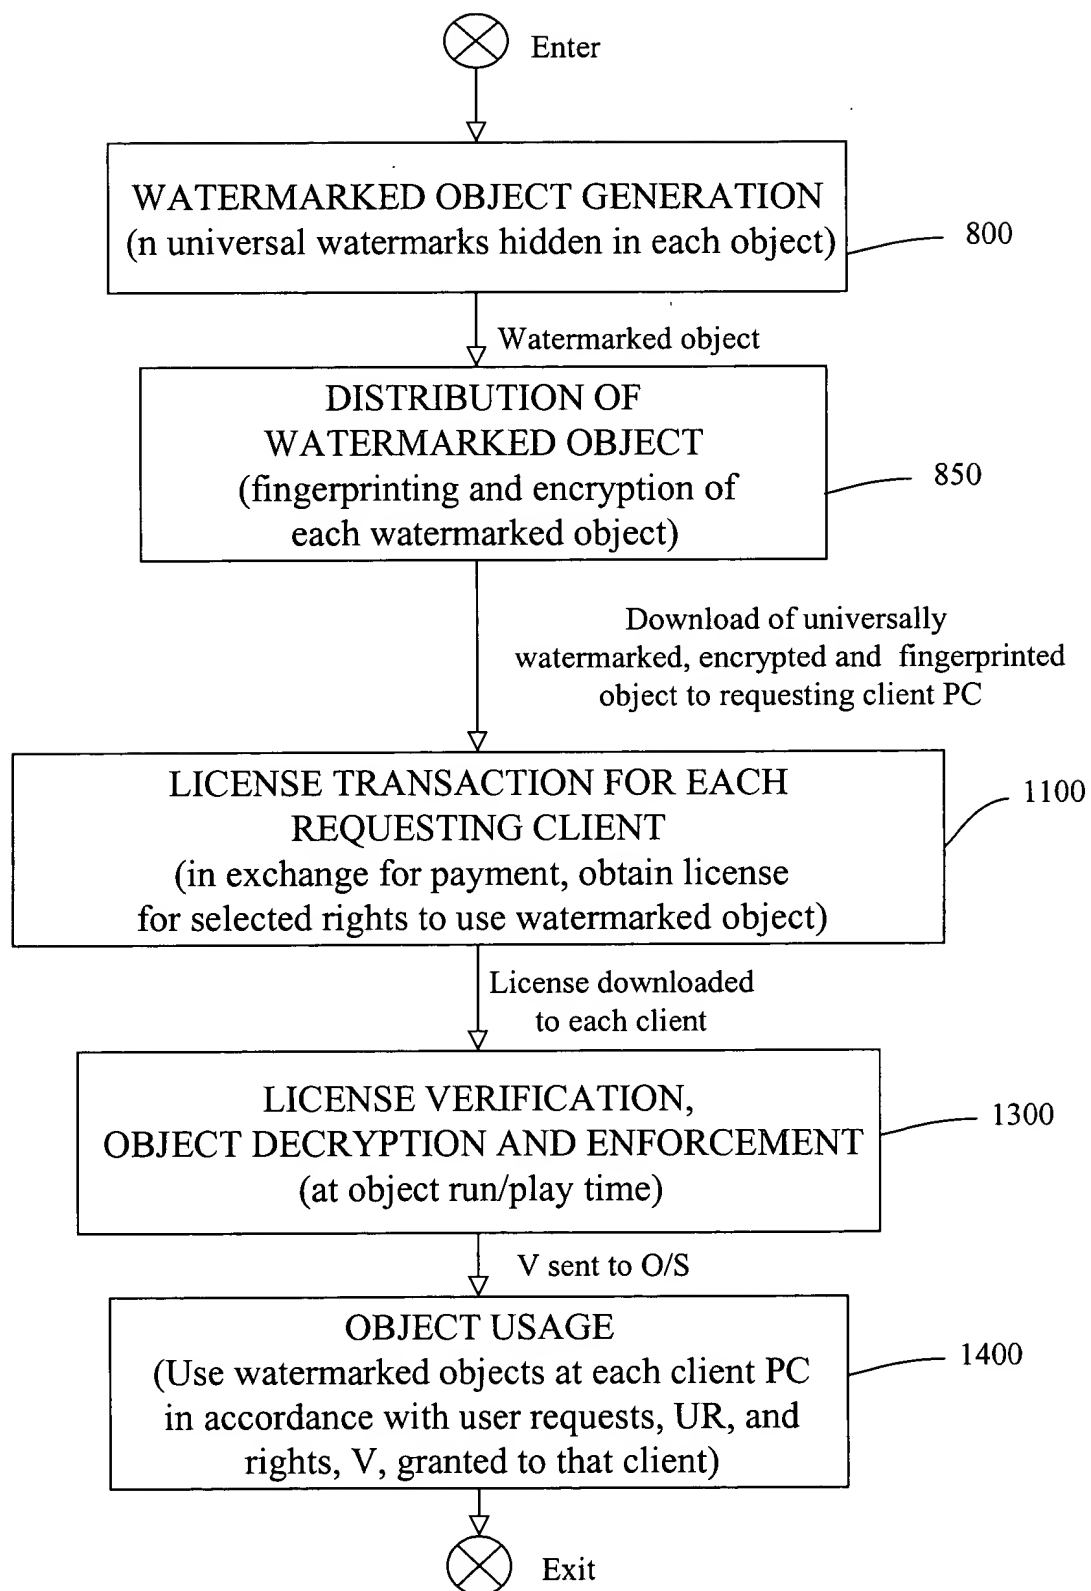 Enter
WATERMARKED OBJECT GENERATION
(n universal watermarks hidden in each object)
800
Watermarked object
DISTRIBUTION OF
WATERMARKED OBJECT
(fingerprinting and encryption of
each watermarked object)
850
Download of universally
watermarked, encrypted and fingerprinted
object to requesting client PC
LICENSE TRANSACTION FOR EACH
REQUESTING CLIENT
(in exchange for payment, obtain license
for selected rights to use watermarked object)
1100
License downloaded
to each client
LICENSE VERIFICATION,
OBJECT DECRYPTION AND ENFORCEMENT
(at object run/play time)
1300
V sent to O/S
OBJECT USAGE
(Use watermarked objects at each client PC
in accordance with user requests, UR, and
rights, V, granted to that client)
1400
Exit